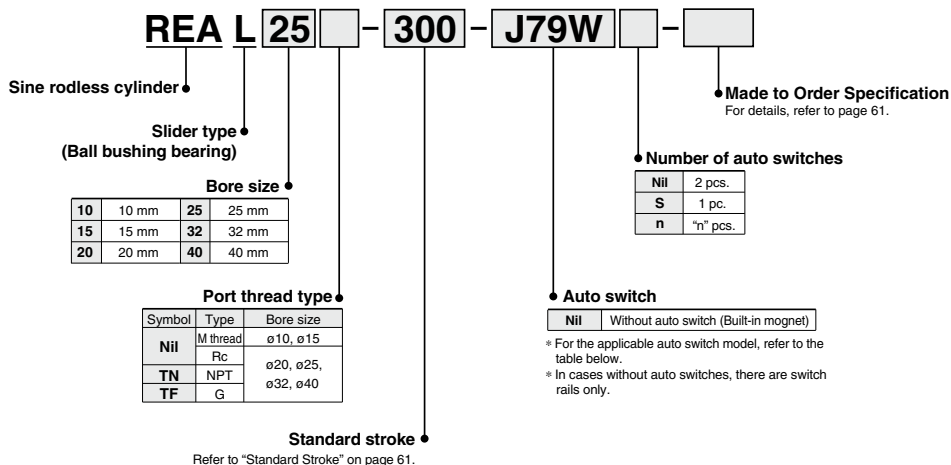 REA L 25 - 300 - J79W -
Sine rodless cylinder
Slider type
(Ball bushing bearing)
Bore size
10 10 mm 25 25 mm
15 15 mm 32 32 mm
20 20 mm 40 40 mm
Port thread type
Symbol Type Bore size
Nil M thread ø10, ø15
Rc ø20, ø25,
TN NPT ø32, ø40
TF G
Standard stroke
Refer to “Standard Stroke” on page 61.
Made to Order Specification
For details, refer to page 61.
Number of auto switches
Nil 2 pcs.
S 1 pc.
n “n” pcs.
Auto switch
Nil Without auto switch (Built-in mognet)
* For the applicable auto switch model, refer to the
table below.
* In cases without auto switches, there are switch
rails only.